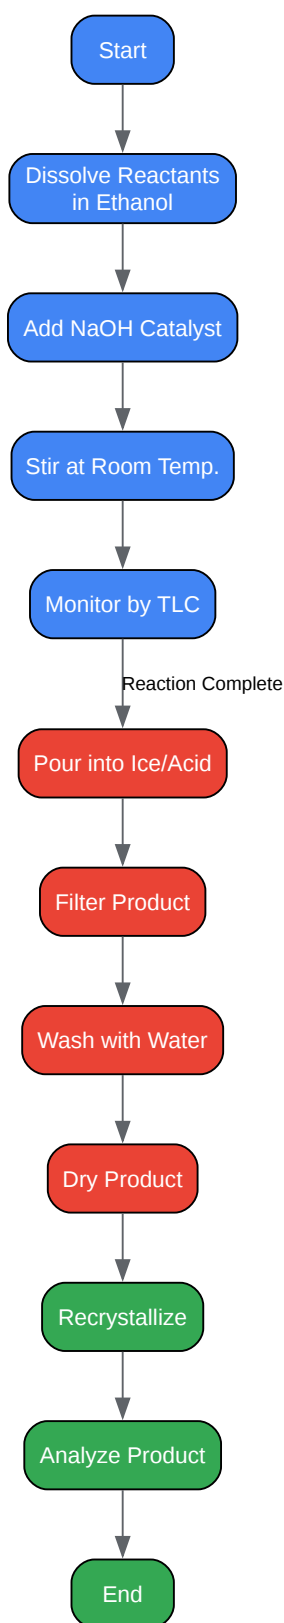 Start
Dissolve Reactants
in Ethanol
Add NaOH Catalyst
Stir at Room Temp.
Monitor by TLC
Reaction Complete
Pour into Ice/Acid
Filter Product
Wash with Water
Dry Product
Recrystallize
Analyze Product
End